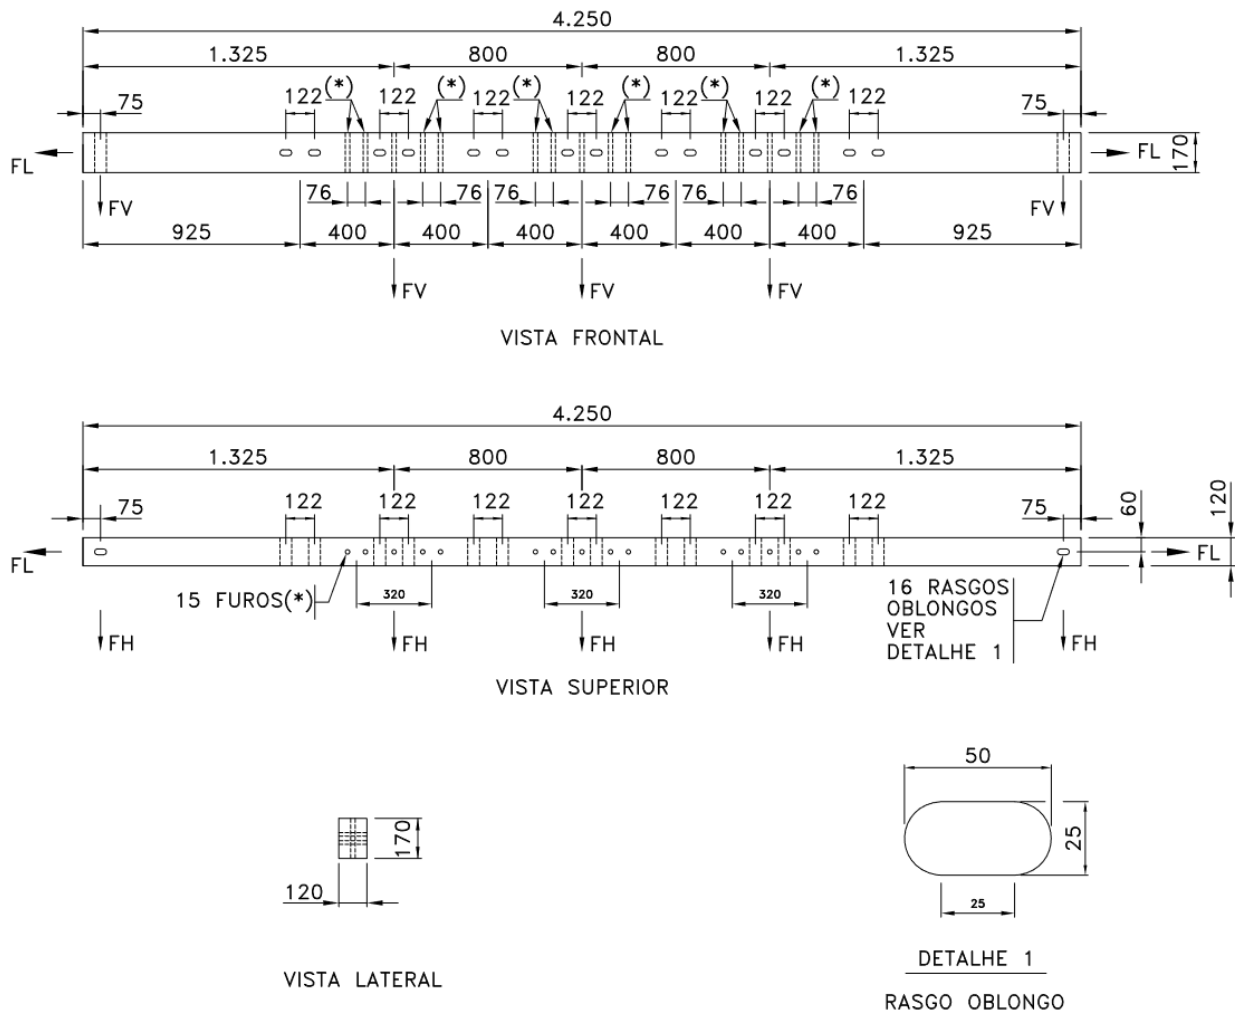 4.250
1.325 800 800 1.325
(*) (*) (*) (*) (*) (*)
75 122 122 122 122 122 122 122 75
FL FL 170
76 76 76 76 76 76
FV FV
925 400 400 400 400 400 400 925
FV FV FV
VISTA FRONTAL
4.250
1.325 800 800 1.325
75 122 122 122 122 122 122 122 75 60 120
FL FL
15 FUROS(*) 320 320 320 16 RASGOS
OBLONGOS
VER
DETALHE 1
FH FH FH FH FH
VISTA SUPERIOR
50
170 25
120 25
VISTA LATERAL
DETALHE 1
RASGO OBLONGO